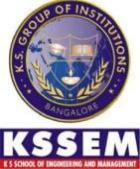 K.S. GROUP OF INSTITUTIONS
BANGALORE
KSSEM
K S SCHOOL OF ENGINEERING AND MANAGEMENT